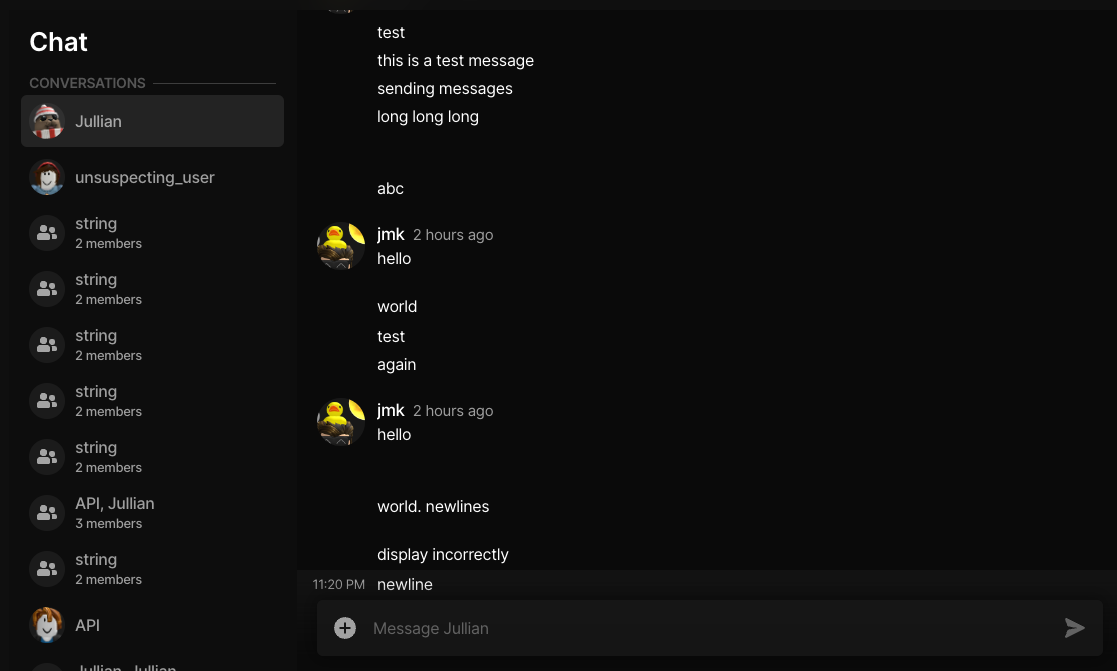 Chat
CONVERSATIONS
Jullian
unsuspecting_user
string
2 members
string
2 members
string
2 members
string
2 members
string
2 members
API, Jullian
3 members
string
2 members
API
Jullian, Jullian
test
this is a test message
sending messages
long long long
abc
jmk 2 hours ago
hello
world
test
again
jmk 2 hours ago
hello
world. newlines
display incorrectly
11:20 PM newline
Message Jullian